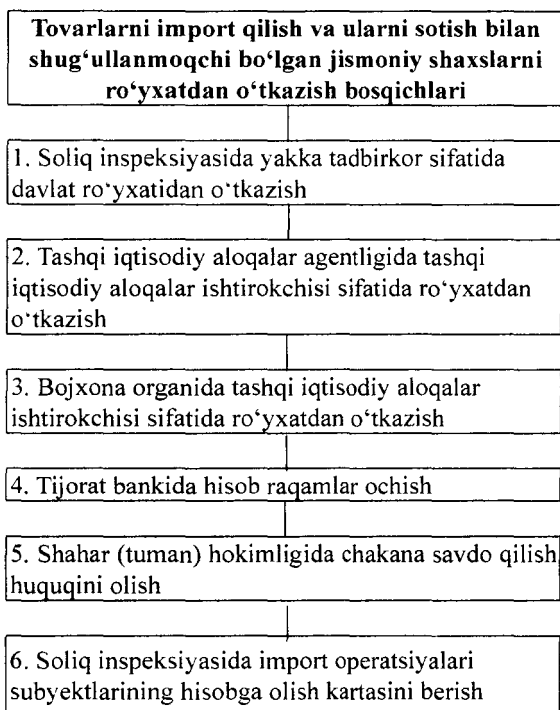 Tovarlarni import qilish va ularni sotish bilan
shug‘ullanmoqchi bo‘lgan jismoniy shaxslarni
ro‘yxatdan o‘tkazish bosqichlari
1. Soliq inspeksiyasida yakka tadbirkor sifatida
davlat ro‘yxatidan o‘tkazish
2. Tashqi iqtisodiy aloqalar agentligida tashqi
iqtisodiy aloqalar ishtirokchisi sifatida ro‘yxatdan
o‘tkazish
3. Bojxona organida tashqi iqtisodiy aloqalar
ishtirokchisi sifatida ro‘yxatdan o‘tkazish
4. Tijorat bankida hisob raqamlar ochish
5. Shahar (tuman) hokimligida chakana savdo qilish
huquqini olish
6. Soliq inspeksiyasida import operatsiyalari
subyektlarining hisobga olish kartasini berish